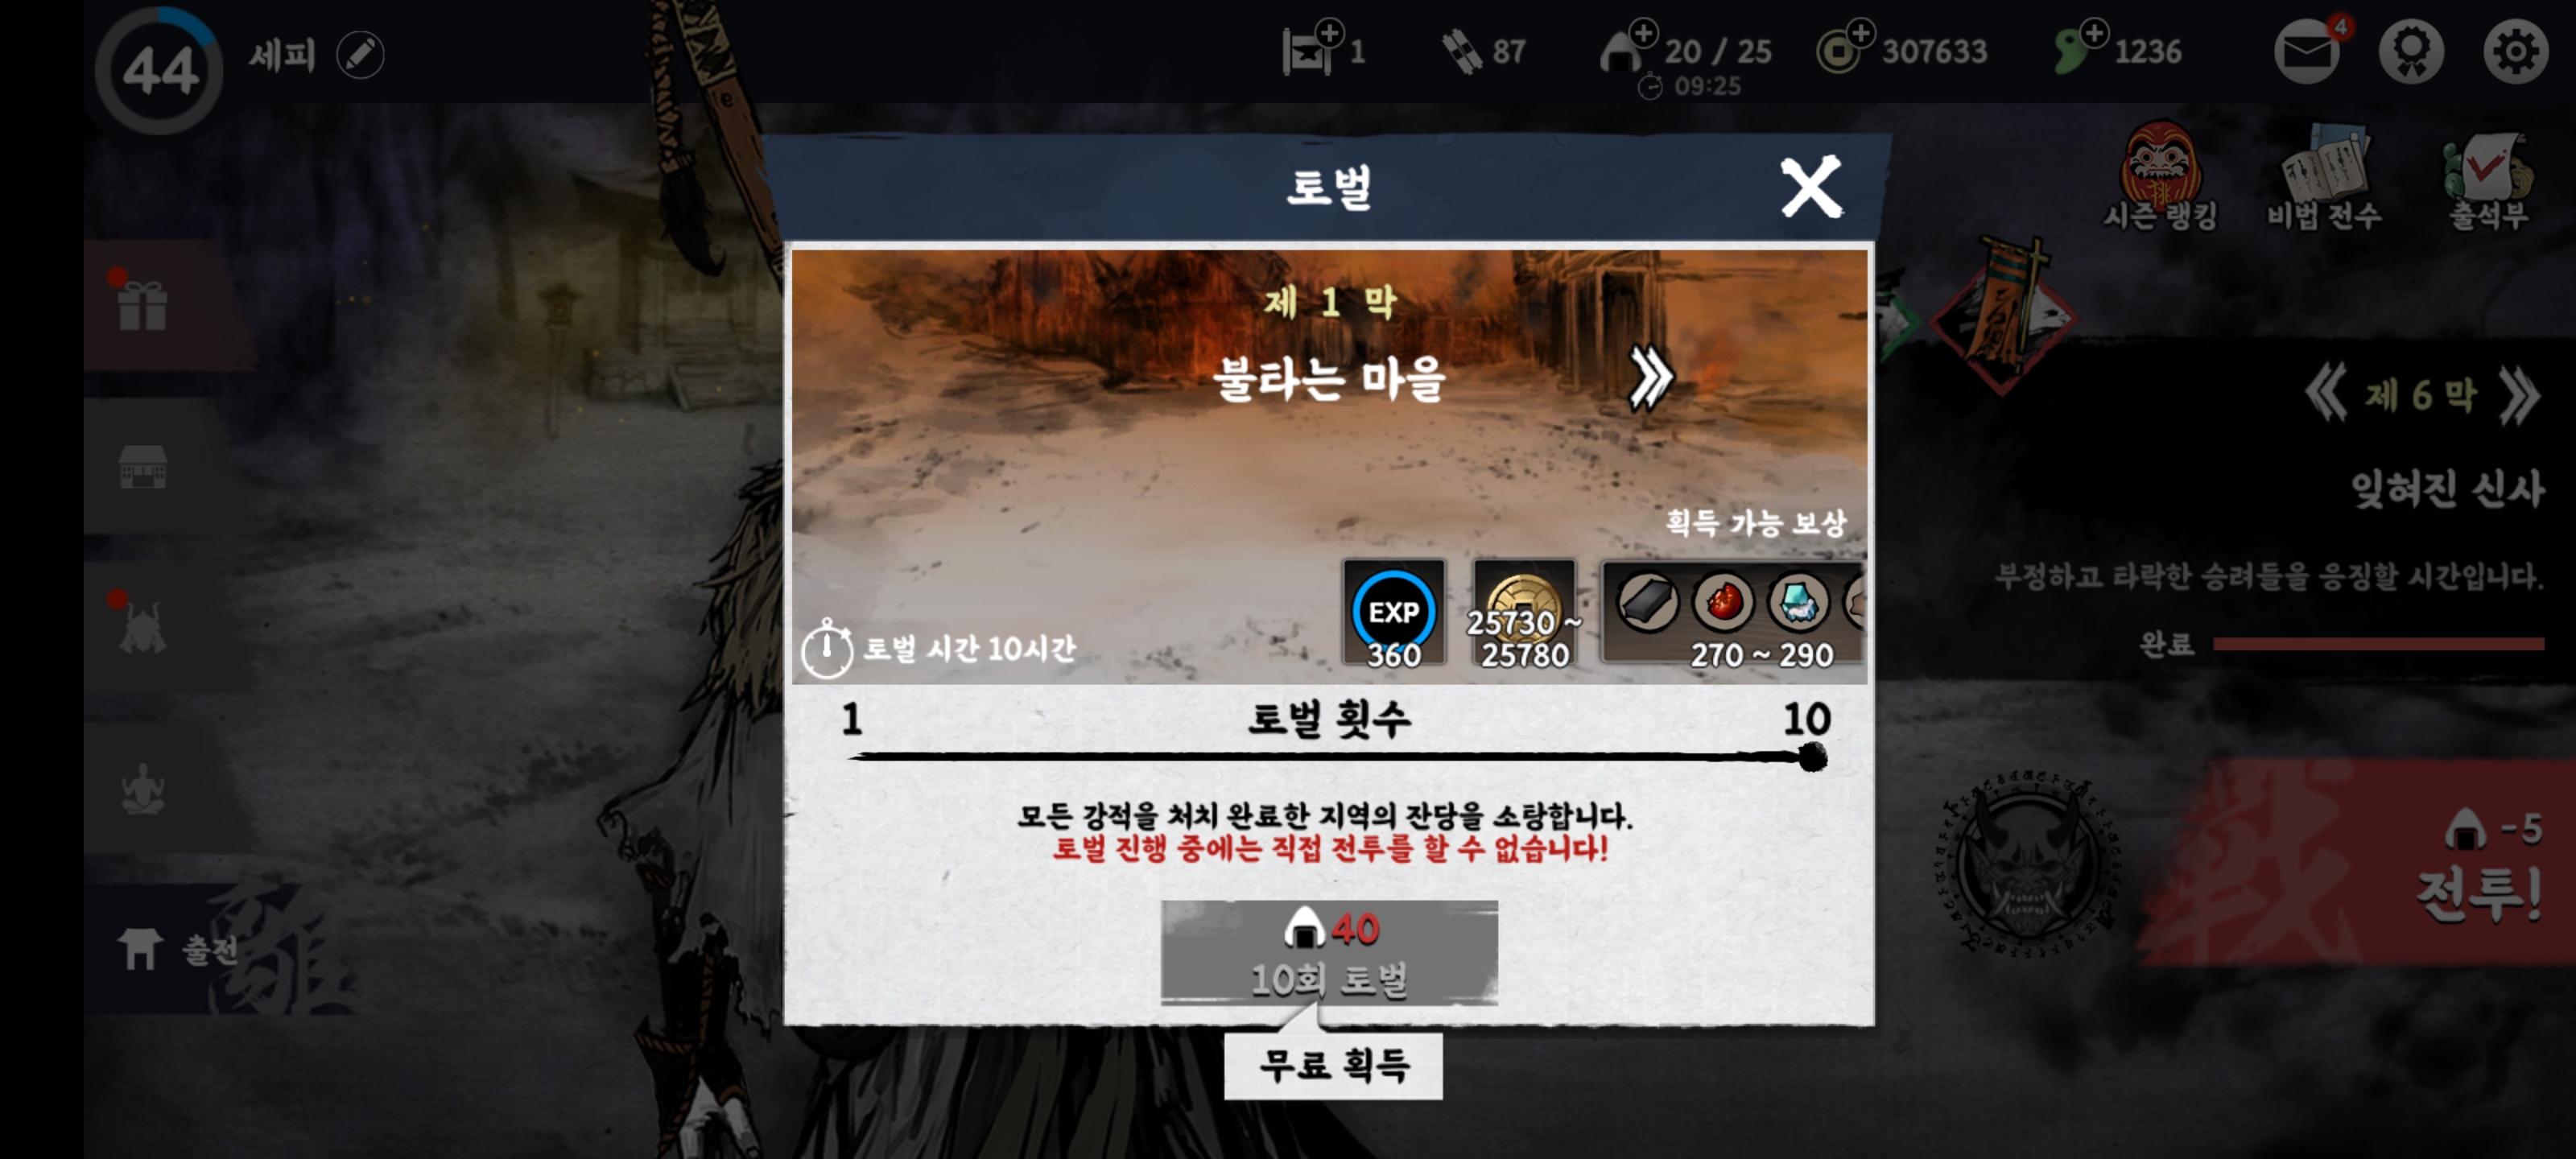 44
세피
1
87
20 / 25
09:25
307633
1236
4
시즌 랭킹
비법 전수
출석부
토벌
제 1 막
불타는 마을
획득 가능 보상
토벌 시간 10시간
EXP
360
25730 ~
25780
270 ~ 290
1
토벌 횟수
10
모든 강적을 처치 완료한 지역의 잔당을 소탕합니다.
토벌 진행 중에는 직접 전투를 할 수 없습니다!
40
10회 토벌
무료 획득
제 6 막
잊혀진 신사
부정하고 타락한 승려들을 응징할 시간입니다.
완료
-5
전투!
戰
출전
離